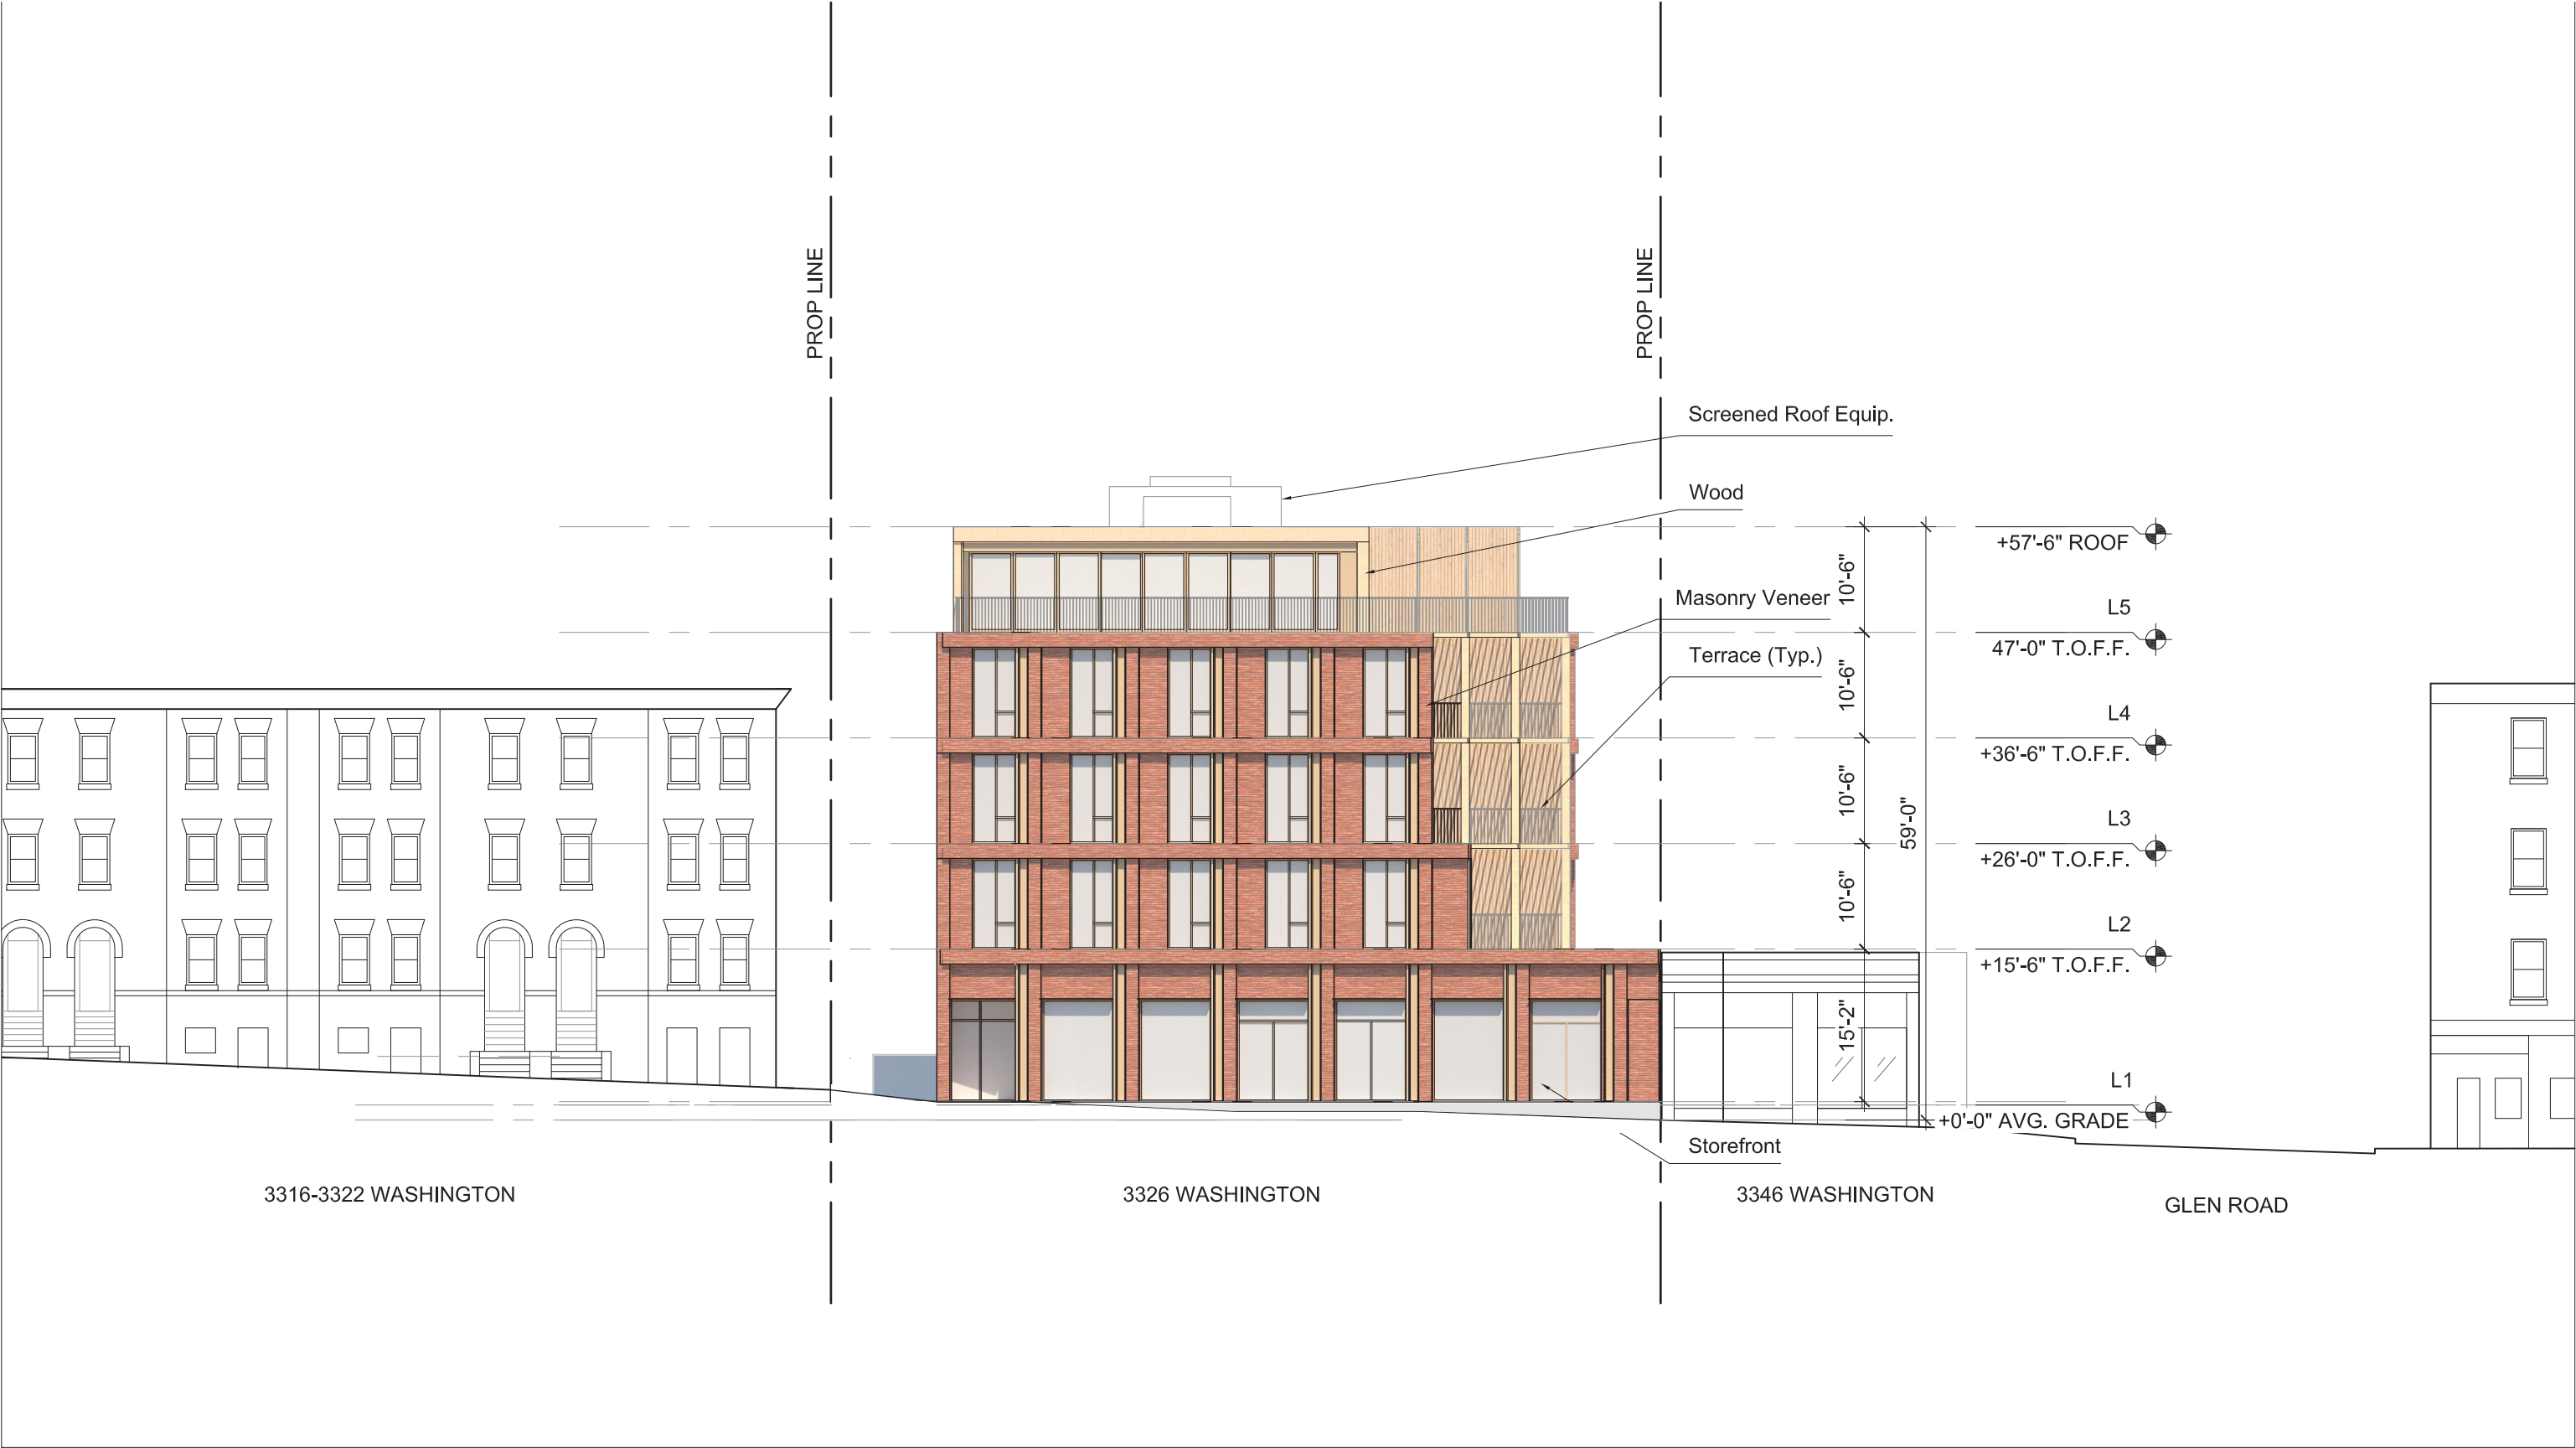 PROP LINE
PROP LINE
Screened Roof Equip.
Wood
+57'-6" ROOF
10'-6"
Masonry Veneer
L5
47'-0" T.O.F.F.
Terrace (Typ.)
10'-6"
L4
+36'-6" T.O.F.F.
10'-6"
59'-0"
L3
+26'-0" T.O.F.F.
10'-6"
L2
+15'-6" T.O.F.F.
15'-2"
L1
+0'-0" AVG. GRADE
Storefront
3316-3322 WASHINGTON
3326 WASHINGTON
3346 WASHINGTON
GLEN ROAD